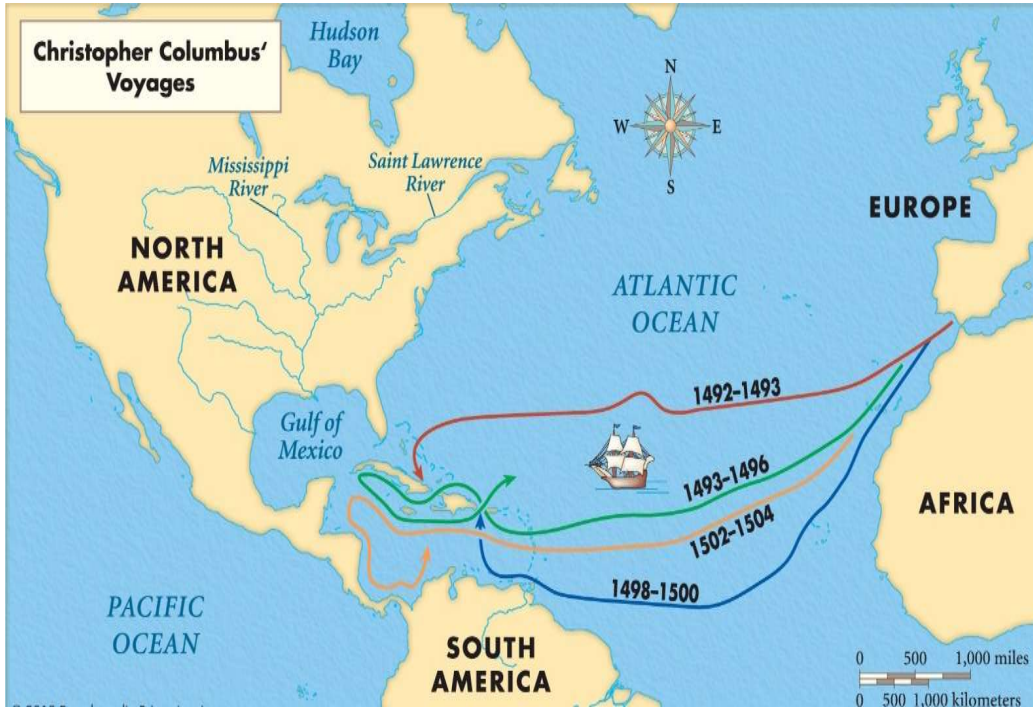 Christopher Columbus‘
Voyages
Hudson
Bay
N
W
E
S
Mississippi
River
Saint Lawrence
River
EUROPE
NORTH
AMERICA
ATLANTIC
OCEAN
1492–1493
Gulf of
Mexico
1493–1496
AFRICA
1502–1504
1498–1500
PACIFIC
OCEAN
SOUTH
AMERICA
0 500 1,000 miles
0 500 1,000 kilometers